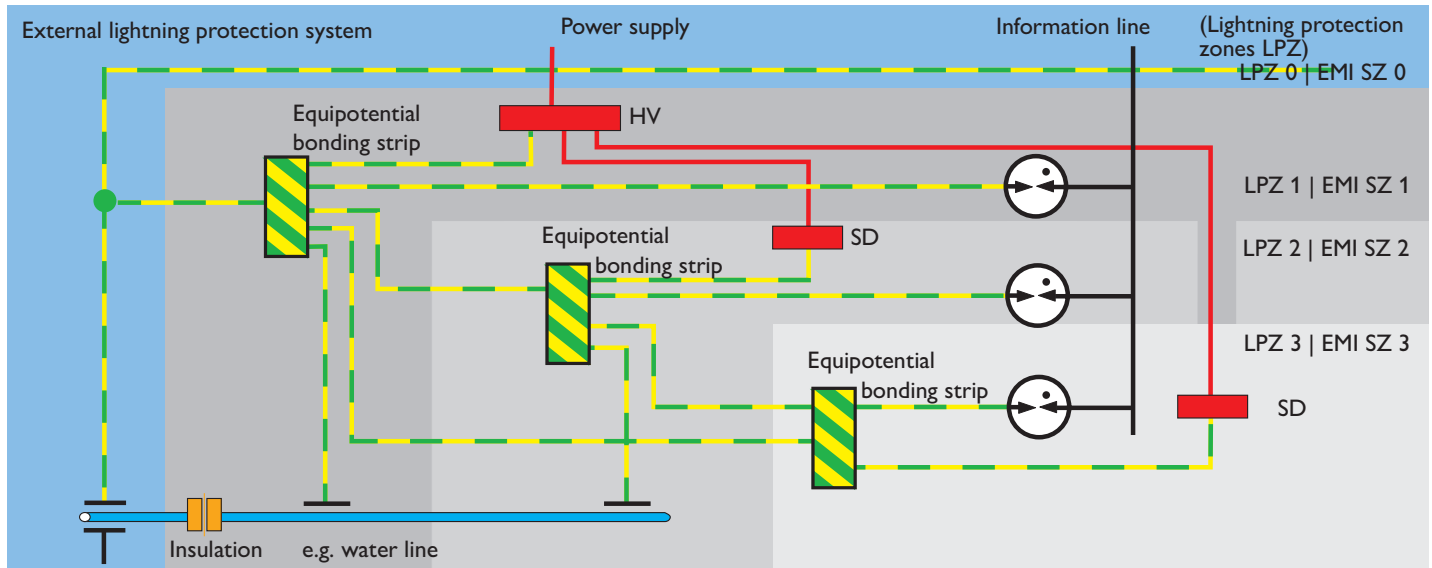 External lightning protection system
Power supply
Information line
(Lightning protection
zones LPZ)
LPZ 0 | EMI SZ 0
Equipotential
bonding strip
HV
LPZ 1 | EMI SZ 1
Equipotential
bonding strip
SD
LPZ 2 | EMI SZ 2
LPZ 3 | EMI SZ 3
Equipotential
bonding strip
SD
Insulation
e.g. water line